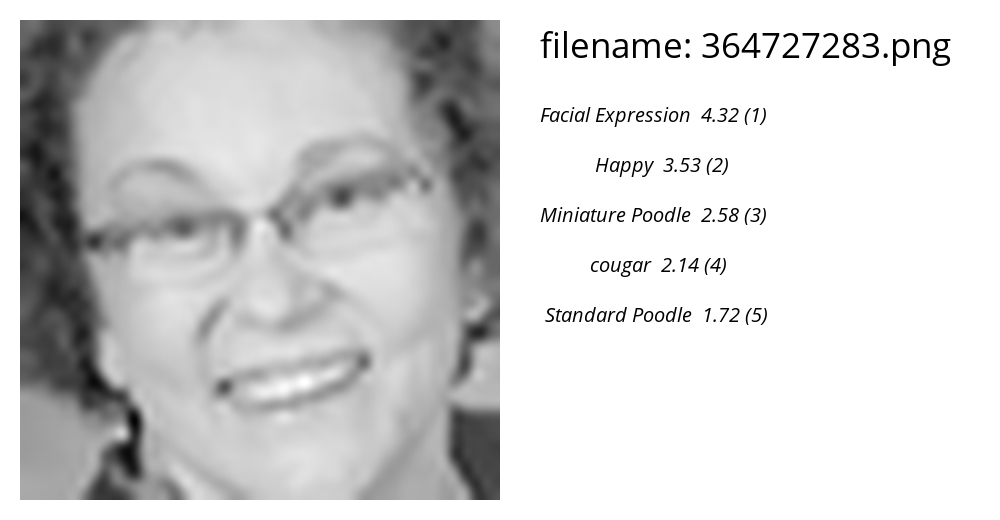 filename: 364727283.png
Facial Expression 4.32 (1)
Happy 3.53 (2)
Miniature Poodle 2.58 (3)
cougar 2.14 (4)
Standard Poodle 1.72 (5)